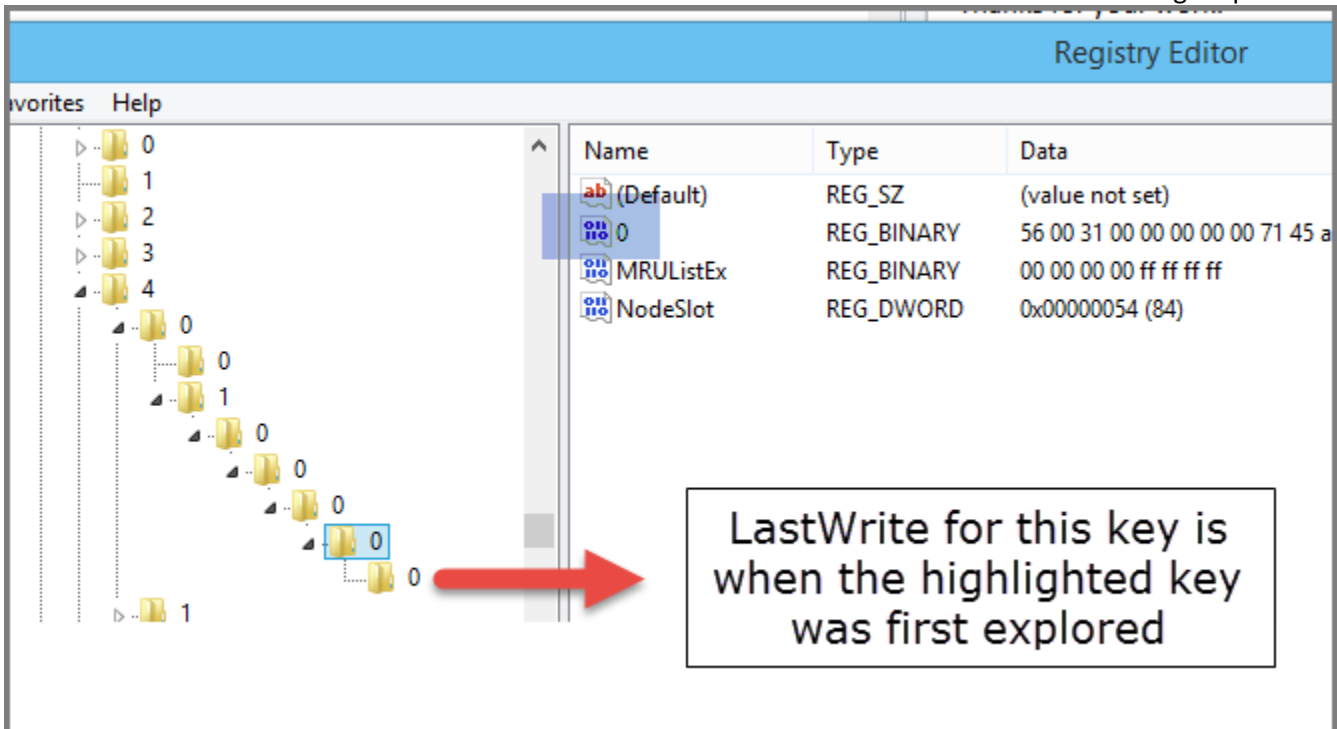 Registry Editor
avorites Help
0
1
2
3
4
0
0
1
0
0
0
0
0
1
Name Type Data
(Default) REG_SZ (value not set)
0 REG_BINARY 56 00 31 00 00 00 00 00 71 45 a
MRUListEx REG_BINARY 00 00 00 00 ff ff ff ff
NodeSlot REG_DWORD 0x00000054 (84)
LastWrite for this key is
when the highlighted key
was first explored